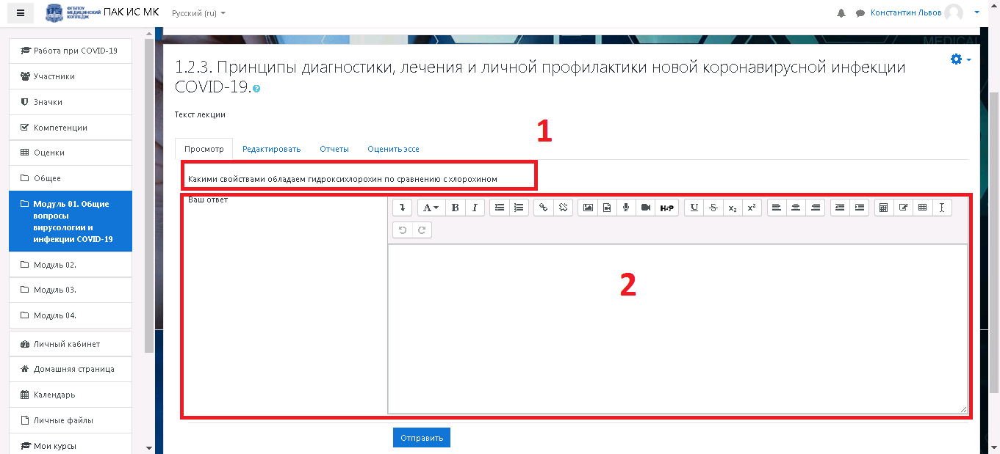 ФГБПОУ
МЕДИЦИНСКИЙ
КОЛЛЕДЖ
ПАК ИС МК
Русский (ru)
Константин Львов
Работа при COVID-19
Участники
Значки
Компетенции
Оценки
Общее
Модуль 01. Общие
вопросы
вирусологии и
инфекции COVID-19
Модуль 02.
Модуль 03.
Модуль 04.
Личный кабинет
Домашняя страница
Календарь
Личные файлы
Мои курсы
MEDICAL
1.2.3. Принципы диагностики, лечения и личной профилактики новой коронавирусной инфекции
COVID-19.
Текст лекции
1
Просмотр Редактировать Отчеты Оценить эссе
Какими свойствами обладаем гидроксихлорохин по сравнению с хлорохином
Ваш ответ
A B I H-P U S x₂ x²
2
Отправить